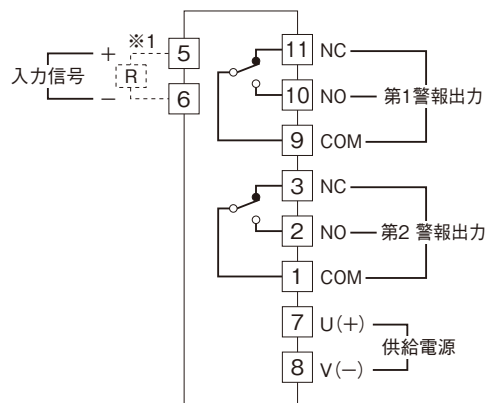 ※1
+ 5
入力信号 R
− 6
11 NC
10 NO 第1警報出力
9 COM
3 NC
2 NO 第2 警報出力
1 COM
7 U(+)
供給電源
8 V(−)